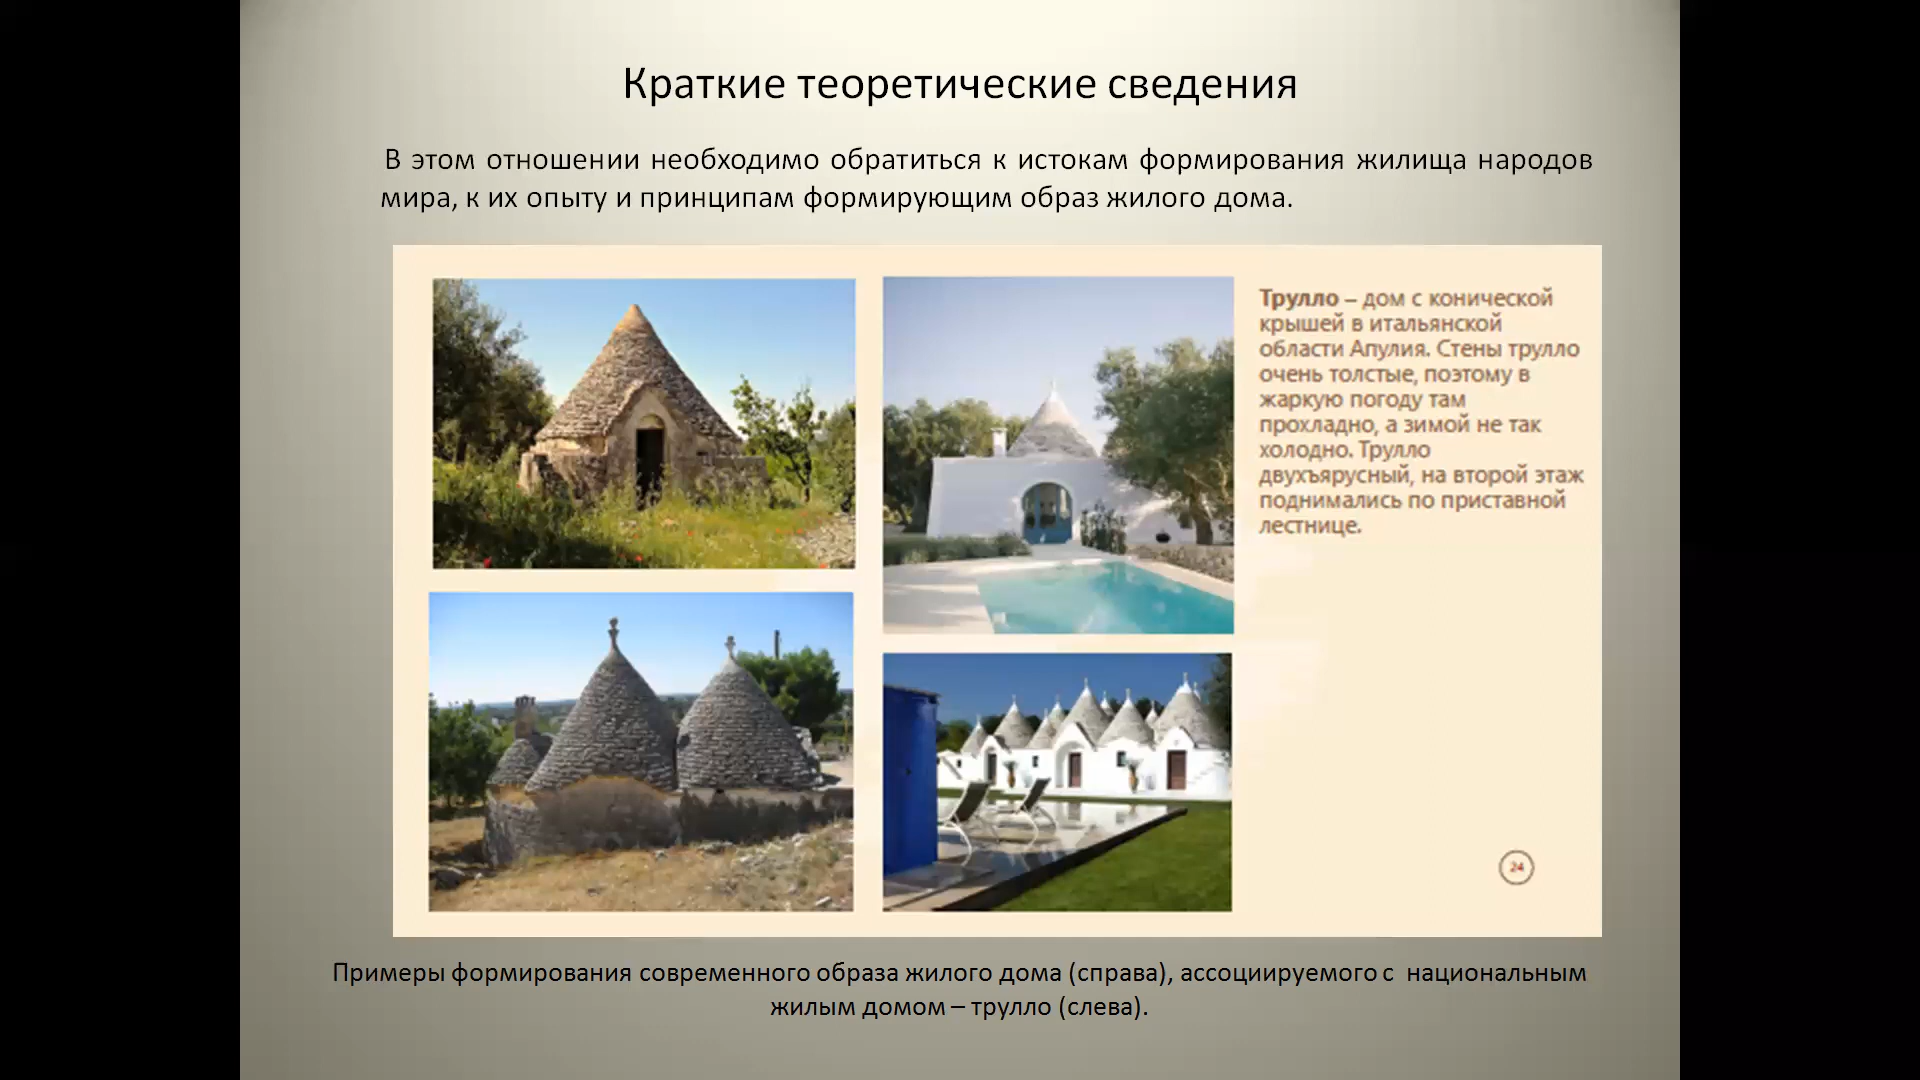 Краткие теоретические сведения
В этом отношении необходимо обратиться к истокам формирования жилища народов
мира, к их опыту и принципам формирующим образ жилого дома.
Трулло – дом с конической
крышей в итальянской
области Апулия. Стены трулло
очень толстые, поэтому в
жаркую погоду там
прохладно, а зимой не так
холодно. Трулло
двухъярусный, на второй этаж
поднимались по приставной
лестнице.
24
Примеры формирования современного образа жилого дома (справа), ассоциируемого с национальным
жилым домом – трулло (слева).